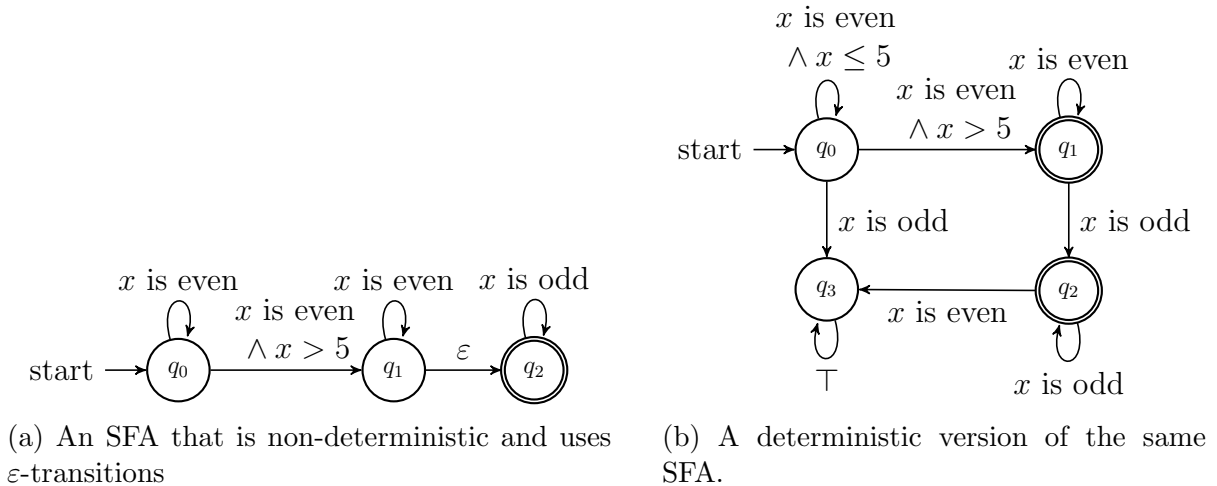 x is even
∧ x ≤ 5
x is even
∧ x > 5
x is even
start
q0
q1
x is odd
x is odd
q3
q2
x is even
⊤
x is odd
x is even
x is even
x is odd
x is even
∧ x > 5
ε
start
q0
q1
q2
(a) An SFA that is non-deterministic and uses
ε-transitions
(b) A deterministic version of the same
SFA.